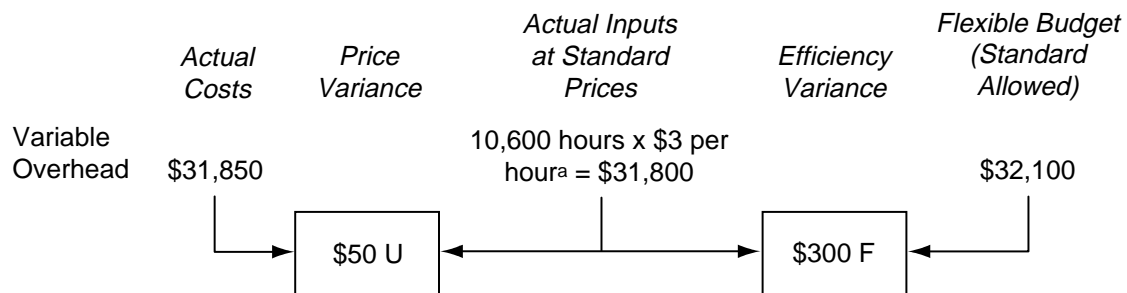 Actual
Costs
Price
Variance
Actual Inputs
at Standard
Prices
Efficiency
Variance
Flexible Budget
(Standard
Allowed)
Variable
Overhead
$31,850
10,600 hours x $3 per
hourª = $31,800
$32,100
$50 U
$300 F